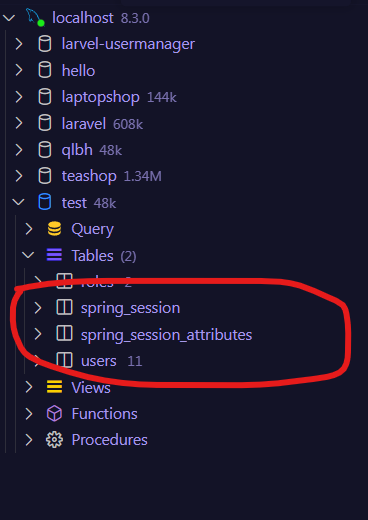 localhost 8.3.0
larvel-usermanager
hello
laptopshop 144k
laravel 608k
qlbh 48k
teashop 1.34M
test 48k
Query
Tables (2)
roles 2
spring_session
spring_session_attributes
users 11
Views
Functions
Procedures